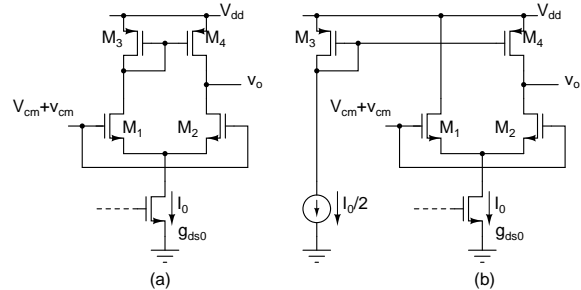 V_dd
M_3
M_4
v_o
V_cm+v_cm
M_1
M_2
I_0
g_ds0
(a)
V_dd
M_3
M_4
v_o
V_cm+v_cm
M_1
M_2
I_0/2
I_0
g_ds0
(b)